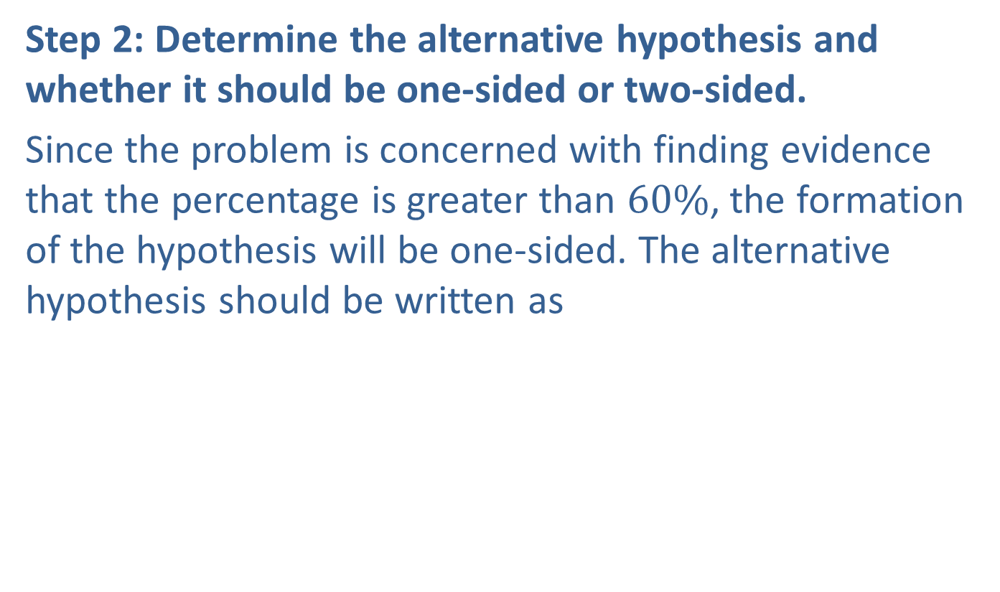 Step 2: Determine the alternative hypothesis and
whether it should be one-sided or two-sided.
Since the problem is concerned with finding evidence
that the percentage is greater than 60%, the formation
of the hypothesis will be one-sided. The alternative
hypothesis should be written as